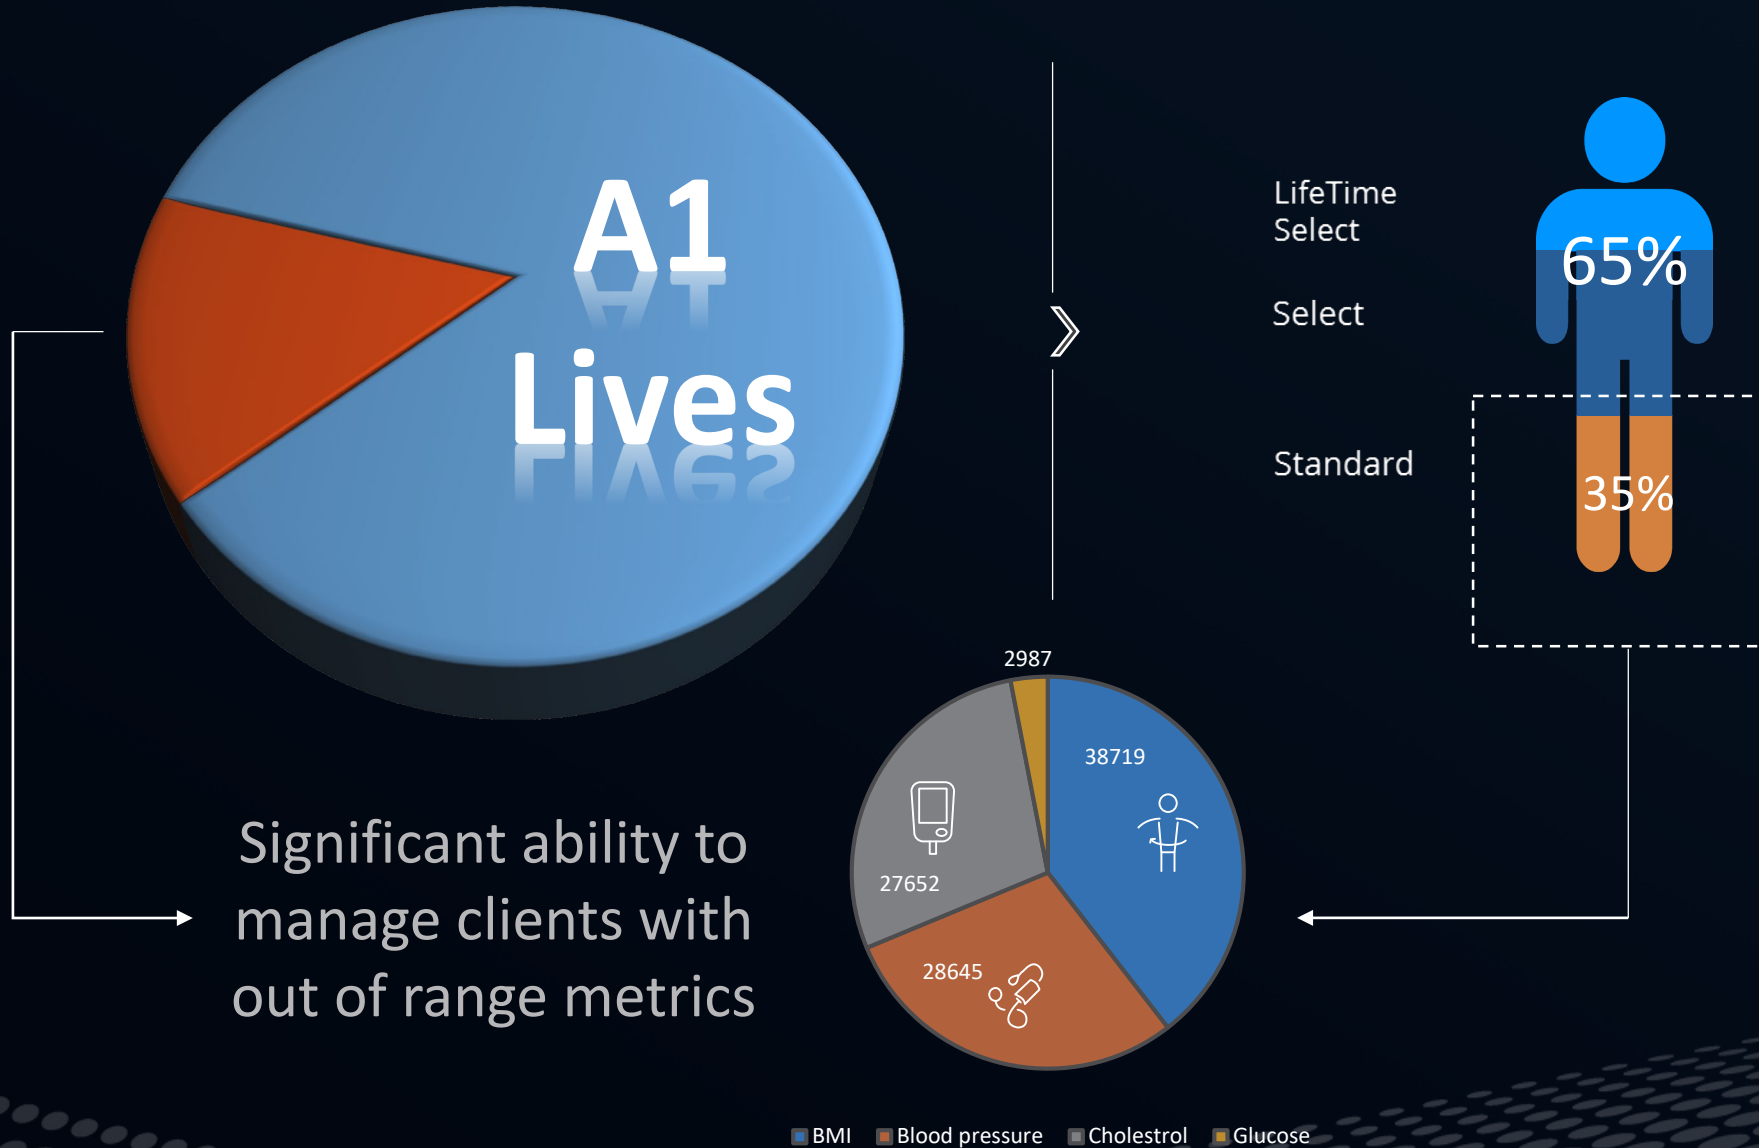 A1
Lives
LifeTime
Select
Select
Standard
65%
35%
Significant ability to
manage clients with
out of range metrics
2987
38719
27652
28645
BMI
Blood pressure
Cholestrol
Glucose